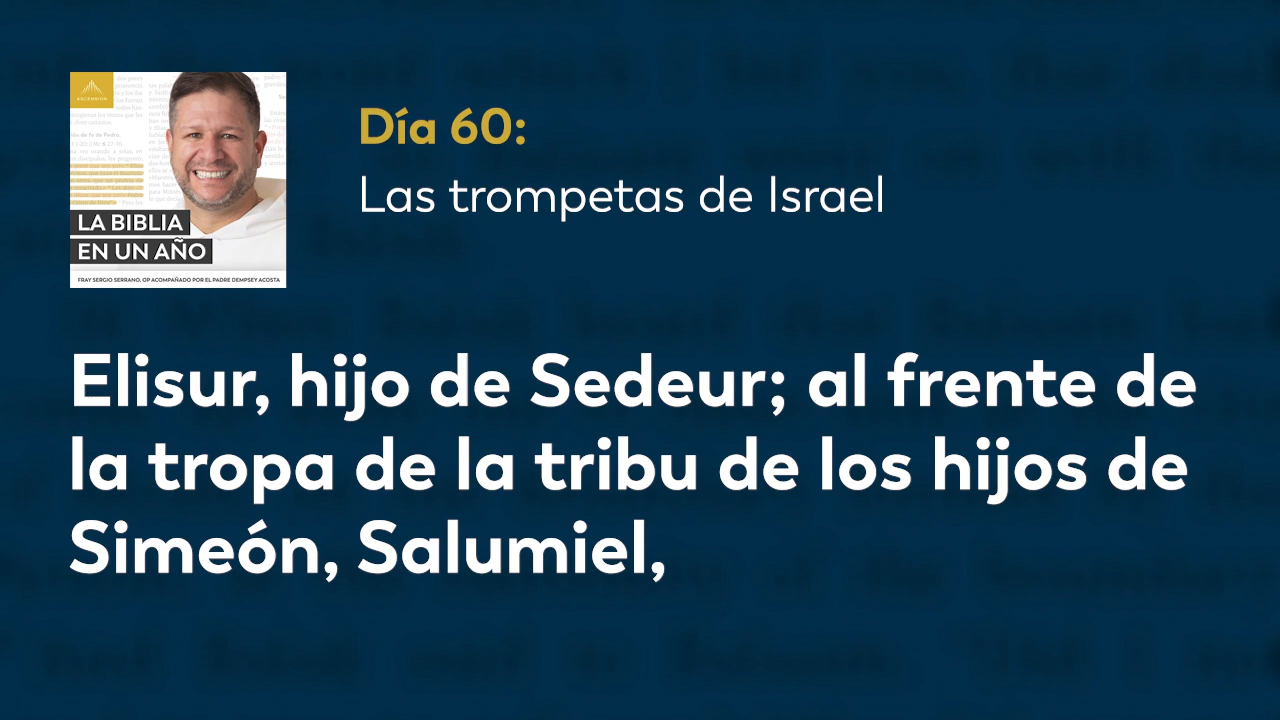 ASCENSION
LA BIBLIA
EN UN AÑO
FRAY SERGIO SERRANO, OP ACOMPAÑADO POR EL PADRE DEMPSEY ACOSTA
Día 60:
Las trompetas de Israel
Elisur, hijo de Sedeur; al frente de
la tropa de la tribu de los hijos de
Simeón, Salumiel,